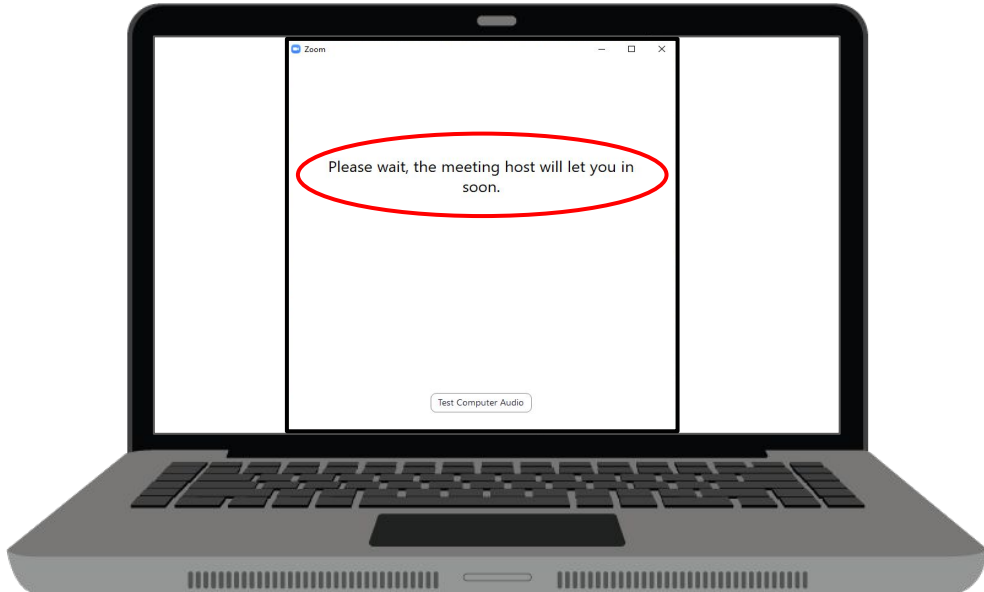 Zoom
Please wait, the meeting host will let you in
soon.
Test Computer Audio